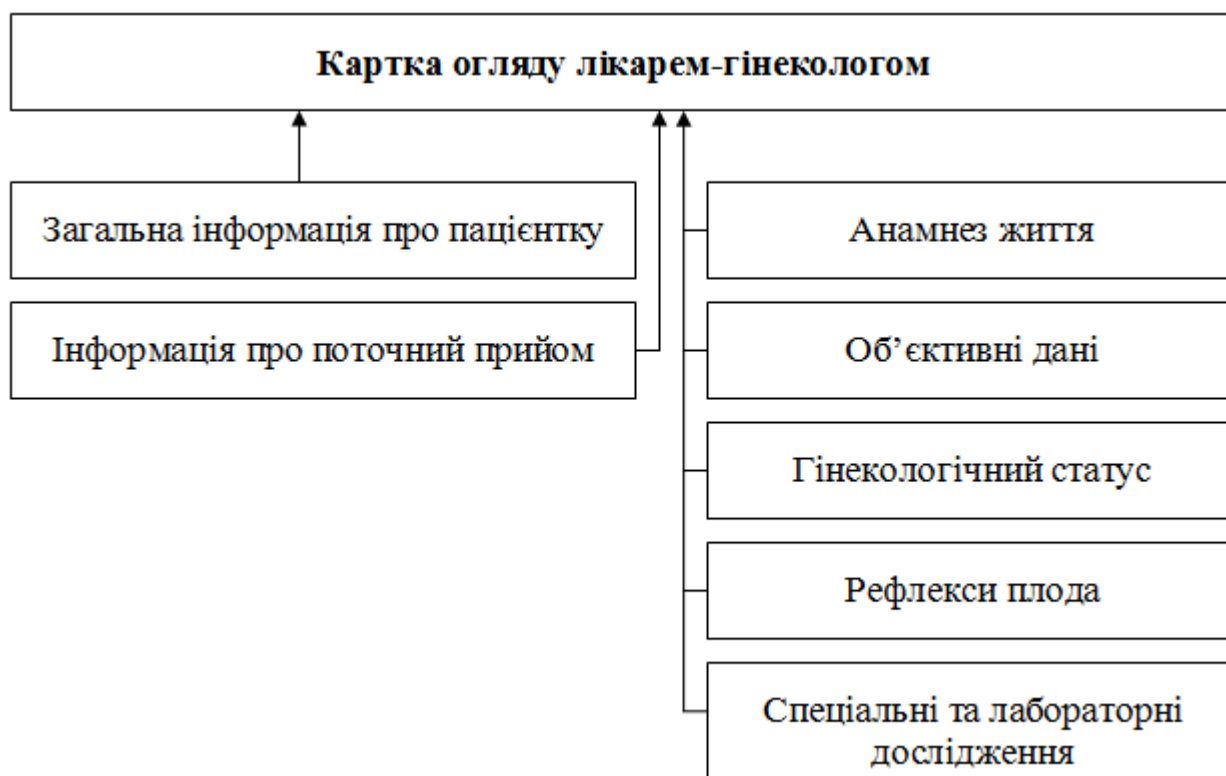 Картка огляду лікарем-гінекологом
Загальна інформація про пацієнтку
Інформація про поточний прийом
Анамнез життя
Об’єктивні дані
Гінекологічний статус
Рефлекси плода
Спеціальні та лабораторні
дослідження